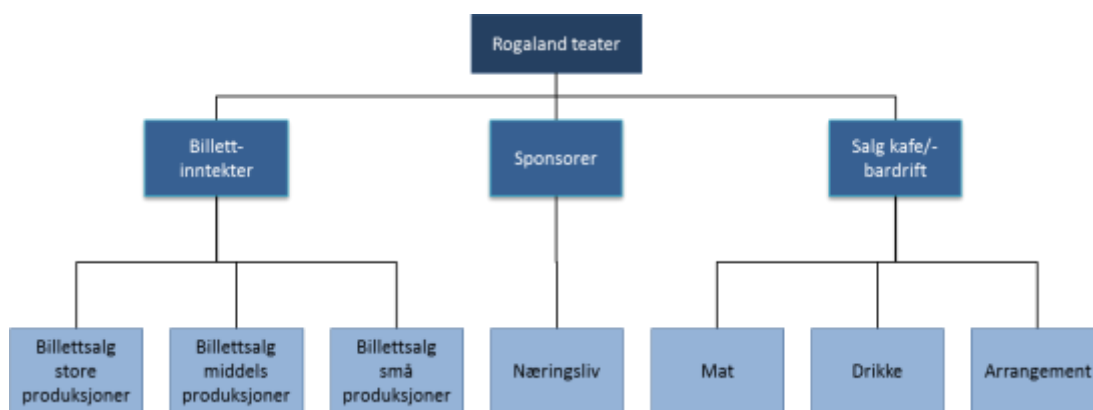 Rogaland teater
Billett-
inntekter
Sponsorer
Salg kafe/-
bardrift
Billettsalg
store
produksjoner
Billettsalg
middels
produksjoner
Billettsalg
små
produksjoner
Næringsliv
Mat
Drikke
Arrangement